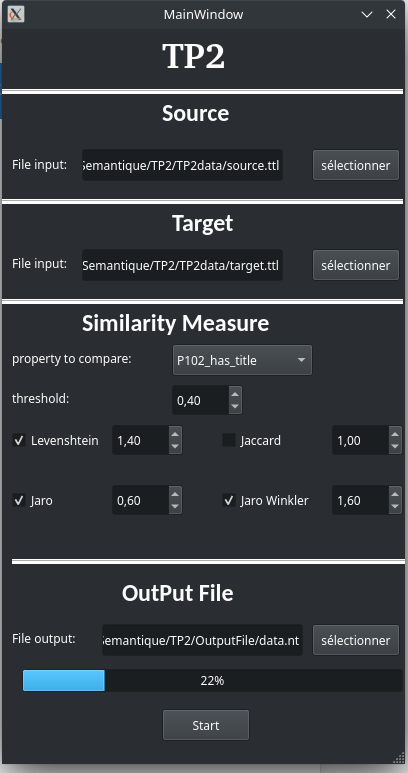 MainWindow
TP2
Source
File input: Semantique/TP2/TP2data/source.ttl sélectionner
Target
File input: Semantique/TP2/TP2data/target.ttl sélectionner
Similarity Measure
property to compare: P102_has_title
threshold: 0,40
Levenshtein 1,40 Jaccard 1,00
Jaro 0,60 Jaro Winkler 1,60
OutPut File
File output: Semantique/TP2/OutputFile/data.nt sélectionner
22%
Start